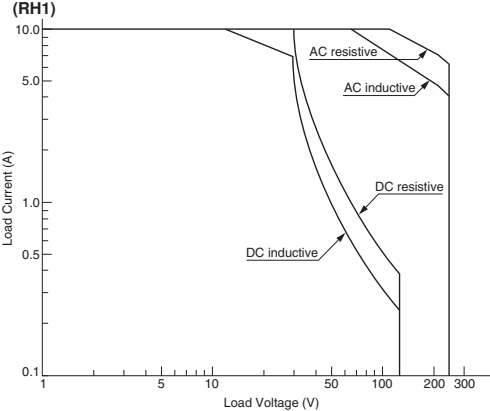 (RH1)
10.0
AC resistive
5.0
AC inductive
Load Current (A)
DC resistive
1.0
0.5
DC inductive
0.1
1 5 10 50 100 200 300
Load Voltage (V)